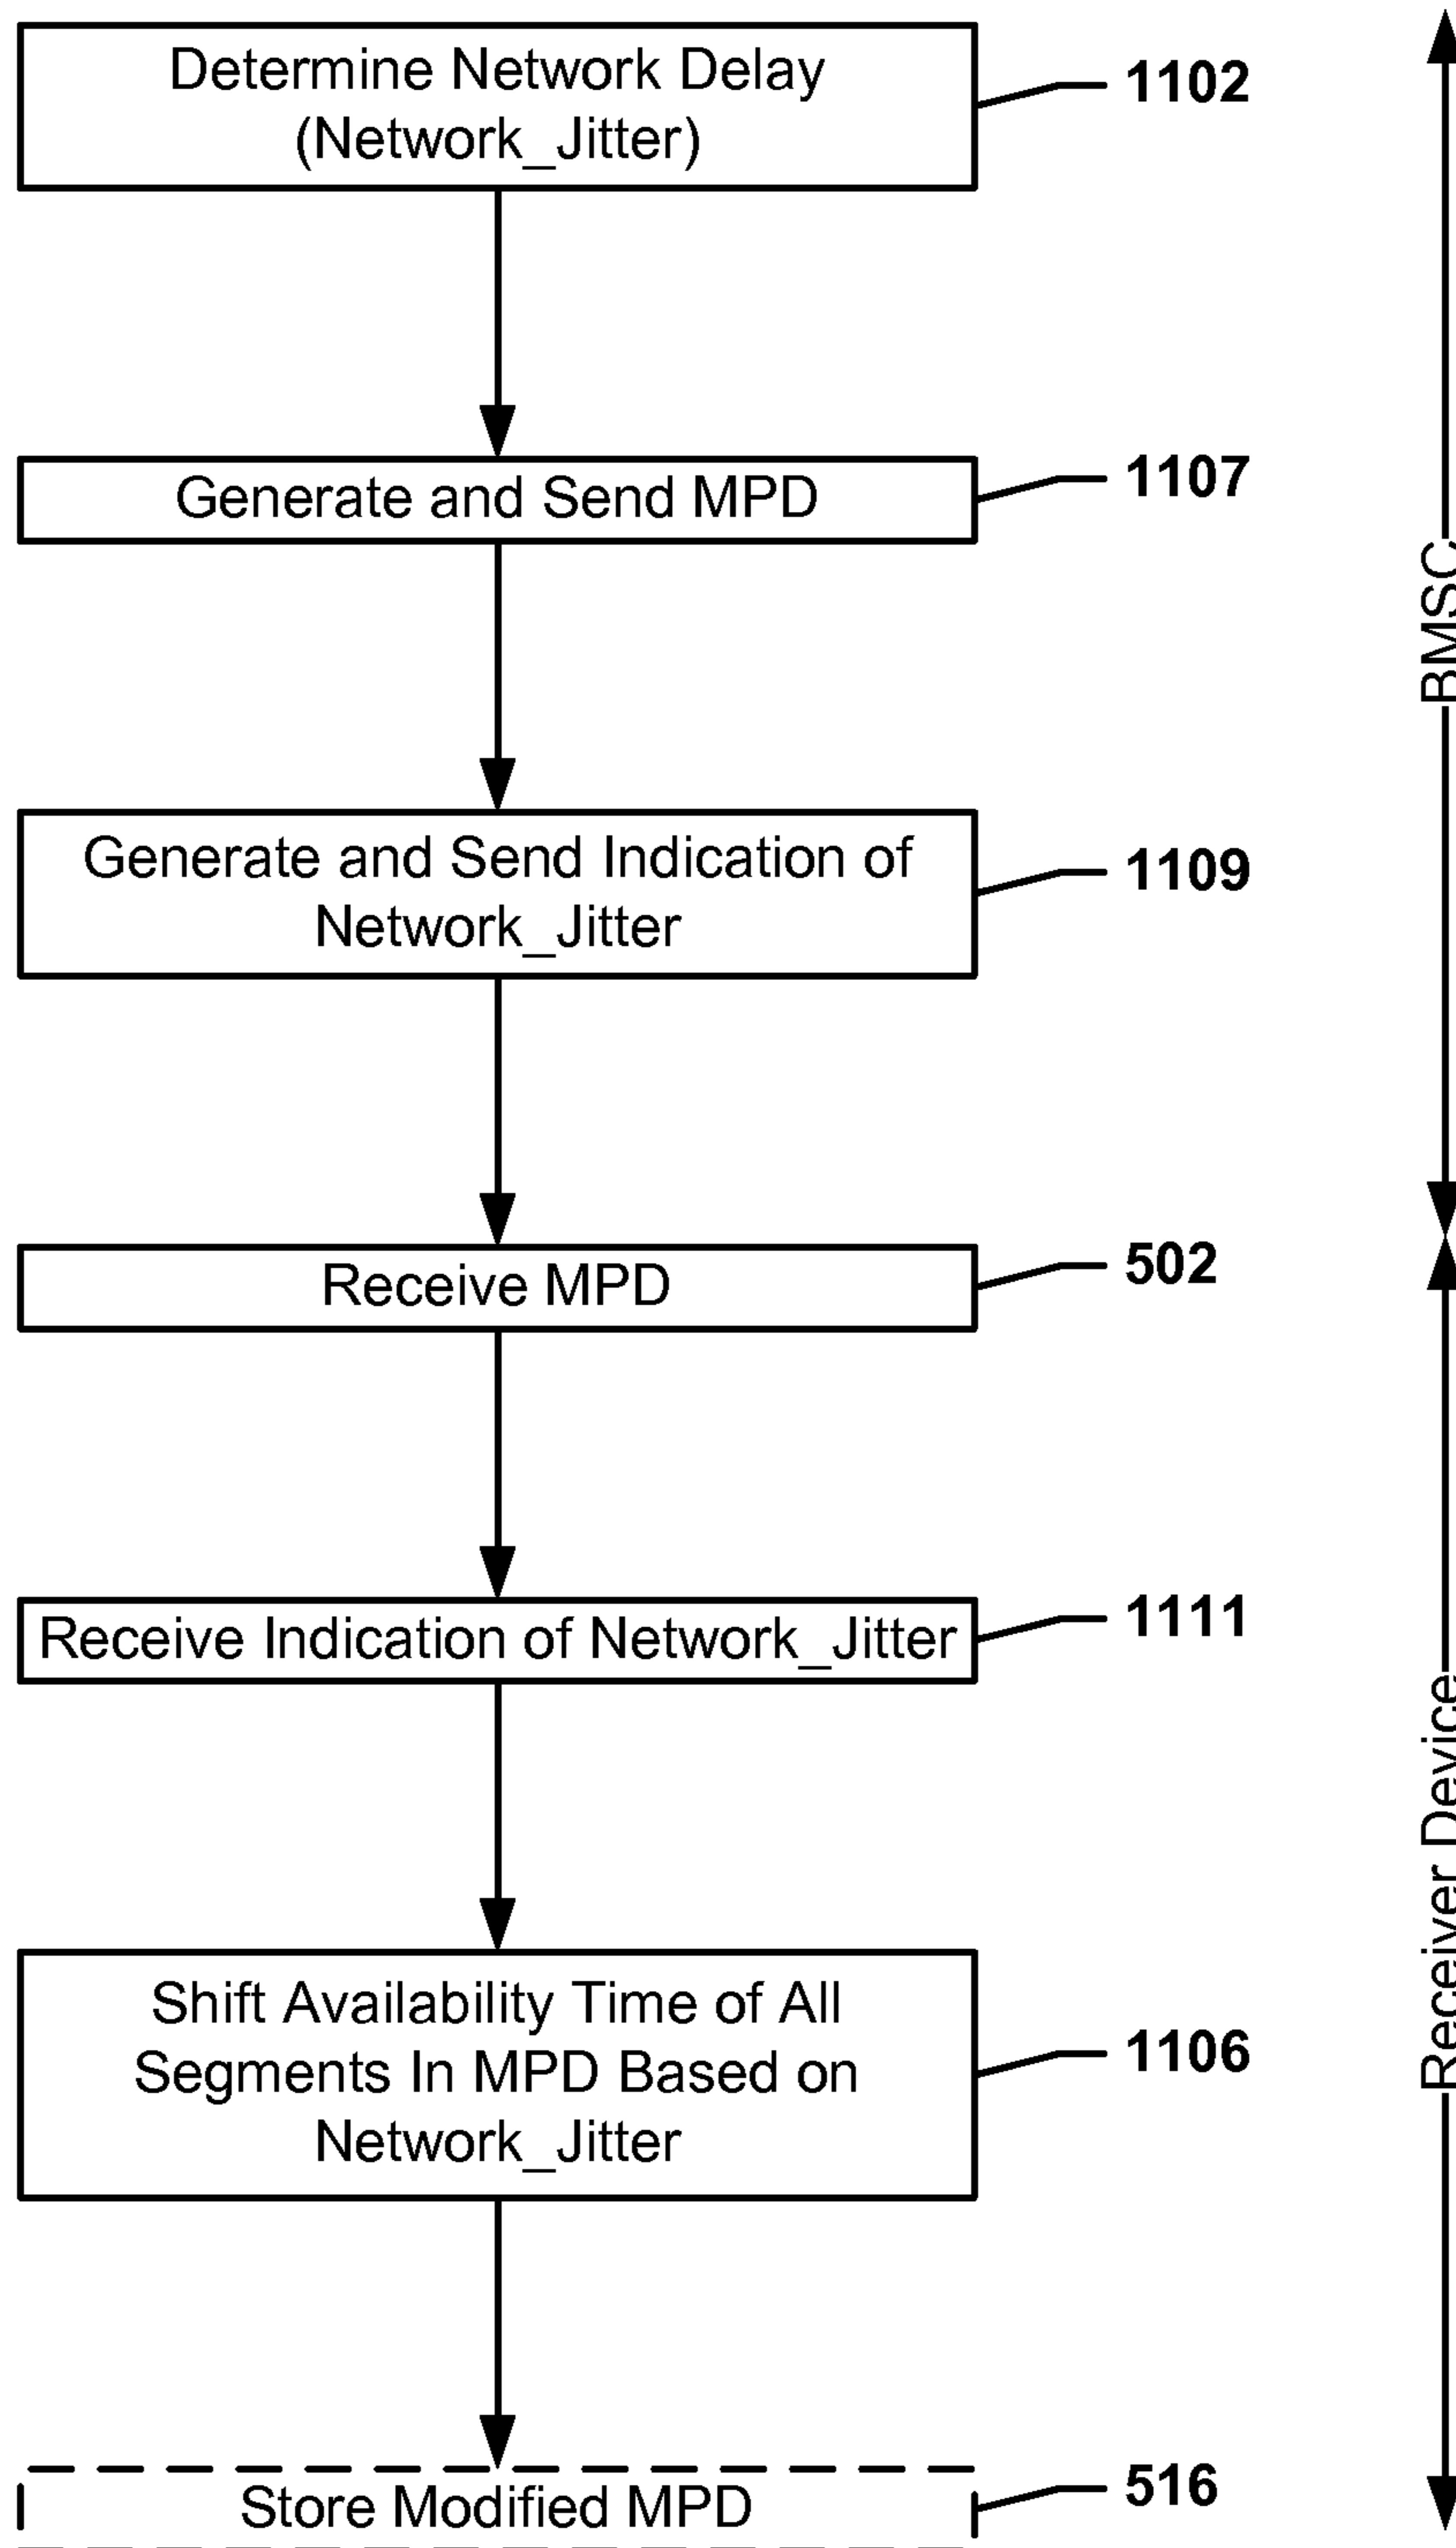 Determine Network Delay
(Network_Jitter)
1102
Generate and Send MPD
1107
Generate and Send Indication of
Network_Jitter
1109
BMSC
Receive MPD
502
Receive Indication of Network_Jitter
1111
Shift Availability Time of All
Segments In MPD Based on
Network_Jitter
1106
Receiver Device
Store Modified MPD
516